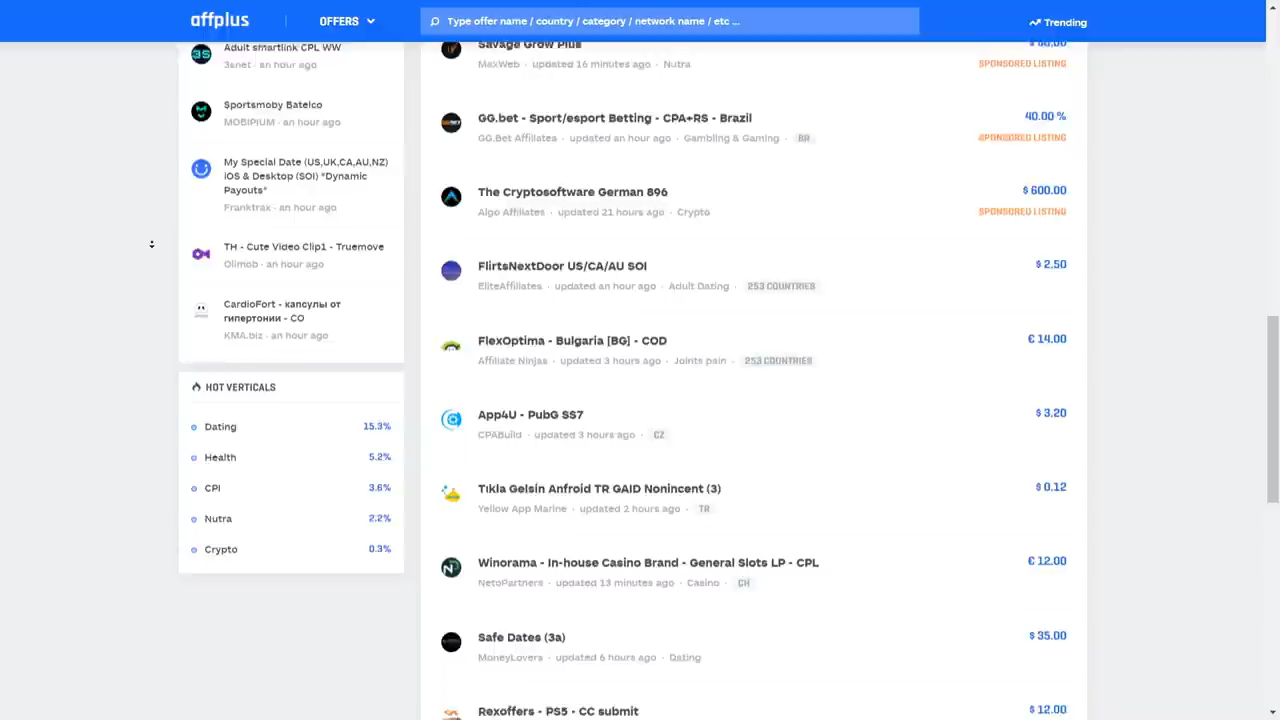 affplus
OFFERS
Type offer name / country / category / network name / etc ...
Trending
Adult smartlink CPL WW
3anet · an hour ago
Sportsmoby Batelco
MOBIPIUM · an hour ago
My Special Date (US,UK,CA,AU,NZ)
iOS & Desktop (SOI) *Dynamic
Payouts*
Franktrak · an hour ago
TH - Cute Video Clip1 - Truemove
Olimob · an hour ago
CardioFort - капсулы от
гипертонии - CO
KMA.biz · an hour ago
HOT VERTICALS
Dating 15.3%
Health 5.2%
CPI 3.6%
Nutra 2.2%
Crypto 0.3%
Savage Grow Plus
MaxWeb · updated 16 minutes ago · Nutra
SPONSORED LISTING
GG.bet - Sport/esport Betting - CPA+RS - Brazil 40.00 %
GG.Bet Affiliates · updated an hour ago · Gambling & Gaming · BR SPONSORED LISTING
The Cryptosoftware German 896 $ 600.00
Algo Affiliates · updated 21 hours ago · Crypto SPONSORED LISTING
FlirtsNextDoor US/CA/AU SOI $ 2.50
EliteAffiliates · updated an hour ago · Adult Dating · 253 COUNTRIES
FlexOptima - Bulgaria [BG] - COD € 14.00
Affiliate Ninjas · updated 3 hours ago · Joints pain · 253 COUNTRIES
App4U - PubG SS7 $ 3.20
CPABuild · updated 3 hours ago · CZ
Tıkla Gelsin Anfroid TR GAID Nonincent (3) $ 0.12
Yellow App Marine · updated 2 hours ago · TR
Winorama - In-house Casino Brand - General Slots LP - CPL € 12.00
NetoPartners · updated 13 minutes ago · Casino · CH
Safe Dates (3a) $ 35.00
MoneyLovers · updated 6 hours ago · Dating
Rexoffers - PS5 - CC submit $ 12.00